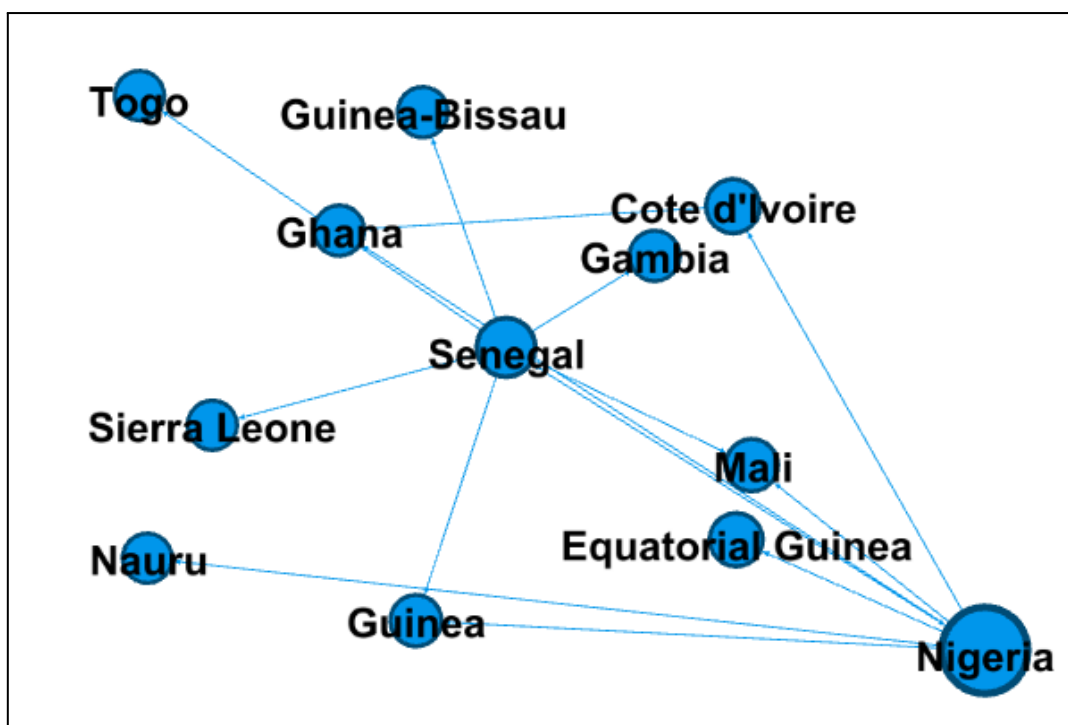 Togo
Guinea-Bissau
Cote d'Ivoire
Ghana
Gambia
Senegal
Sierra Leone
Mali
Equatorial Guinea
Nauru
Guinea
Nigeria